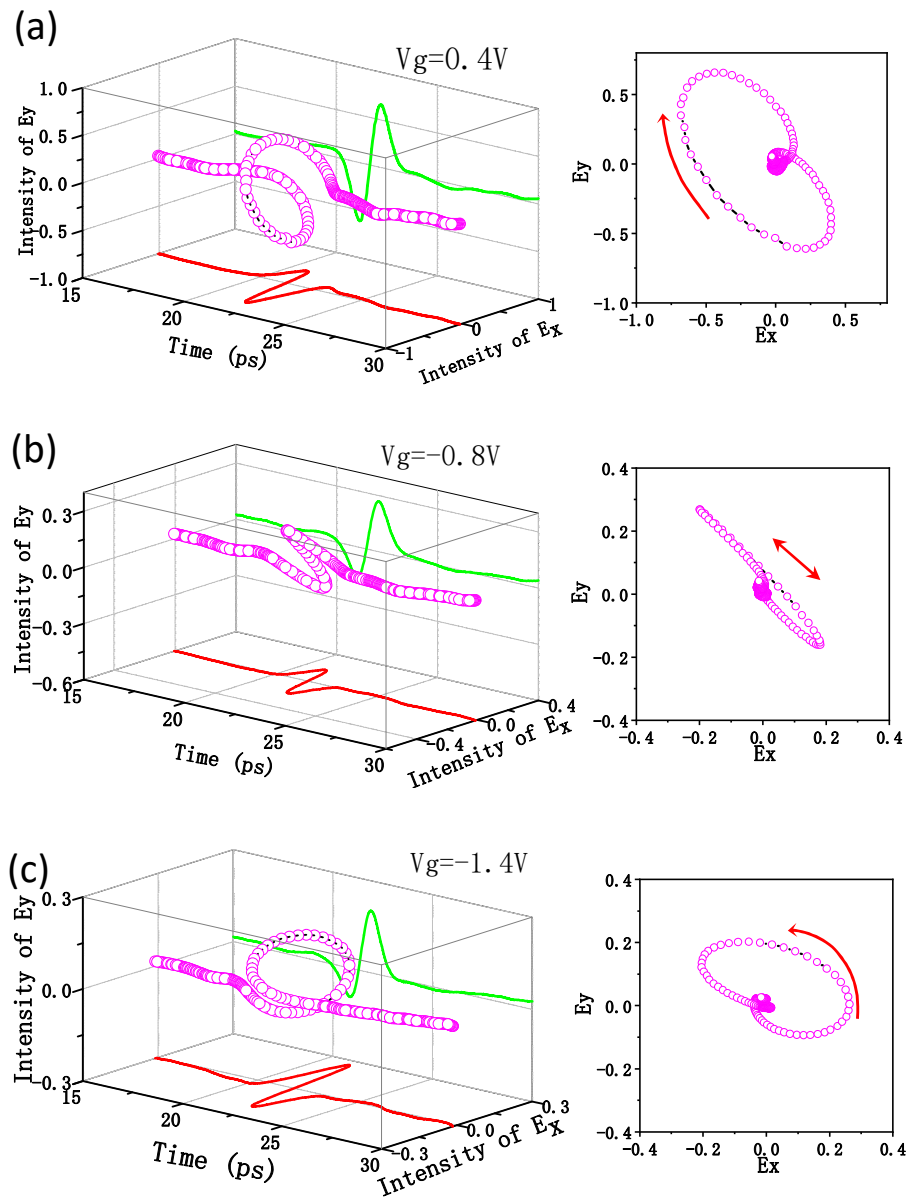 (a)
Vg=0.4V
Intensity of Ey
1.0
0.5
0.0
-0.5
-1.0
15
20
25
30
Time (ps)
-1
0
1
Intensity of Ex
Ey
1.0
0.5
0.0
-0.5
-1.0
-1.0 -0.5 0.0 0.5
Ex
(b)
Vg=-0.8V
Intensity of Ey
0.3
0.0
-0.3
-0.6
15
20
25
30
Time (ps)
-0.4
0.0
0.4
Intensity of Ex
Ey
0.4
0.2
0.0
-0.2
-0.4
-0.4 -0.2 0.0 0.2 0.4
Ex
(c)
Vg=-1.4V
Intensity of Ey
0.3
0.0
-0.3
15
20
25
30
Time (ps)
-0.3
0.0
0.3
Intensity of Ex
Ey
0.4
0.2
0.0
-0.2
-0.4
-0.4 -0.2 0.0 0.2 0.4
Ex